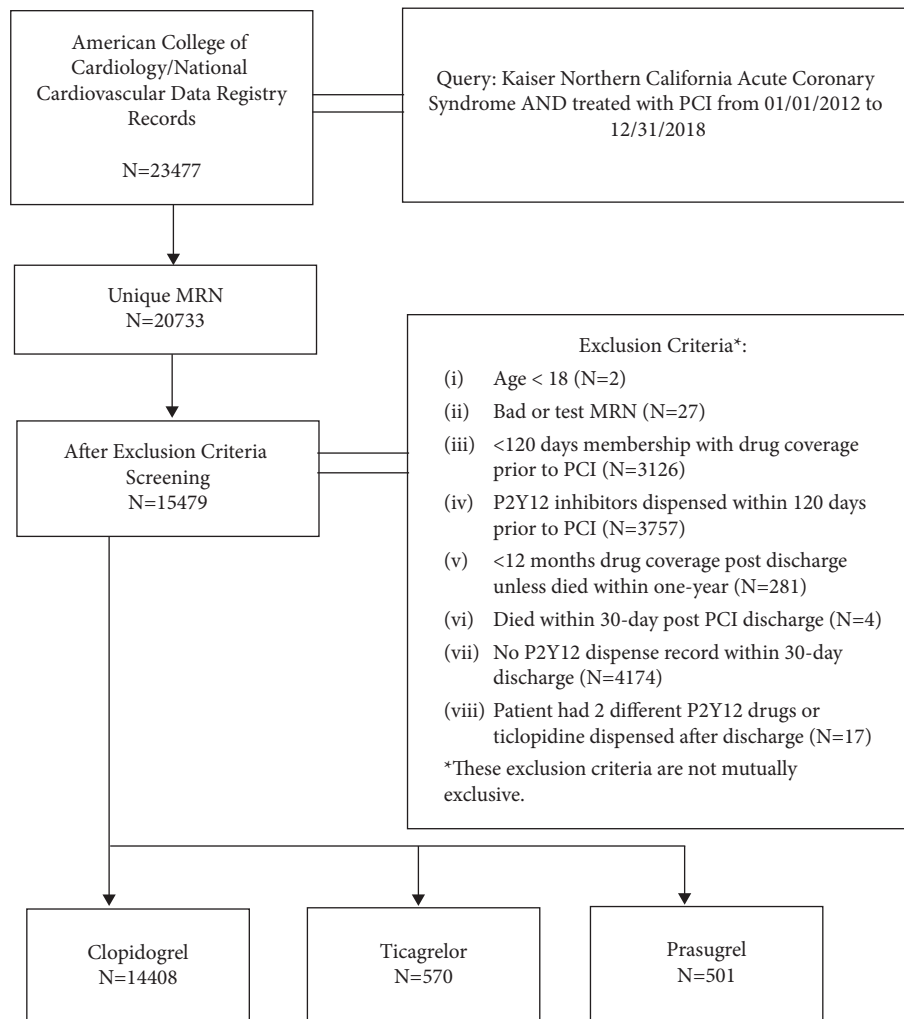 American College of
Cardiology/National
Cardiovascular Data Registry
Records
N=23477
Query: Kaiser Northern California Acute Coronary
Syndrome AND treated with PCI from 01/01/2012 to
12/31/2018
Unique MRN
N=20733
After Exclusion Criteria
Screening
N=15479
Exclusion Criteria*:
(i) Age < 18 (N=2)
(ii) Bad or test MRN (N=27)
(iii) <120 days membership with drug coverage
prior to PCI (N=3126)
(iv) P2Y12 inhibitors dispensed within 120 days
prior to PCI (N=3757)
(v) <12 months drug coverage post discharge
unless died within one-year (N=281)
(vi) Died within 30-day post PCI discharge (N=4)
(vii) No P2Y12 dispense record within 30-day
discharge (N=4174)
(viii) Patient had 2 different P2Y12 drugs or
ticlopidine dispensed after discharge (N=17)
*These exclusion criteria are not mutually
exclusive.
Clopidogrel
N=14408
Ticagrelor
N=570
Prasugrel
N=501